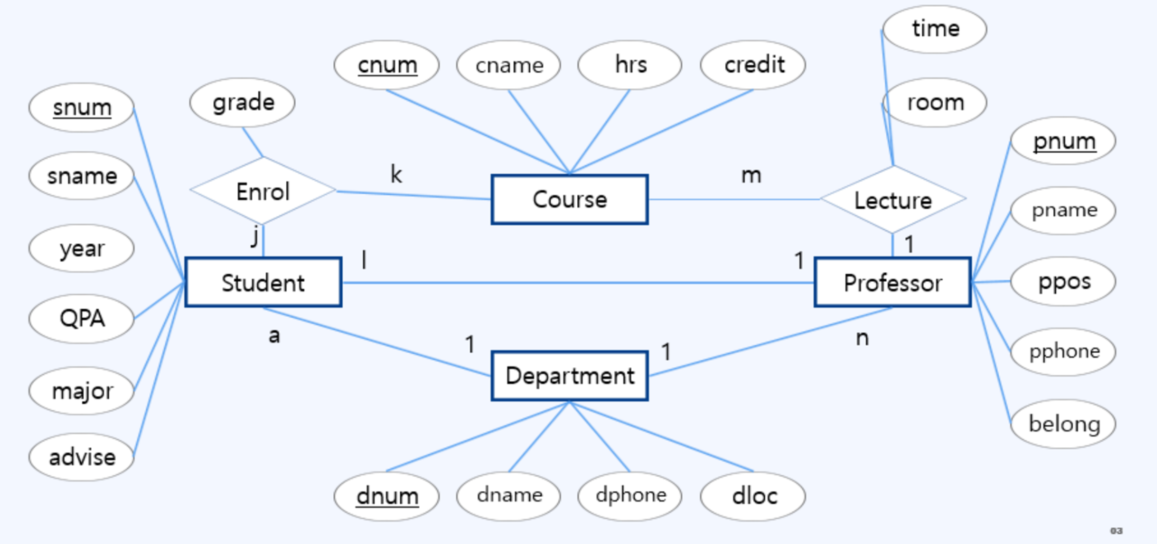 time
cnum
cname
hrs
credit
grade
room
snum
pnum
k
m
sname
Enrol
Course
Lecture
pname
j
1
year
l
1
Student
Professor
ppos
QPA
a
1
1
n
pphone
Department
major
belong
advise
dnum
dname
dphone
dloc
03